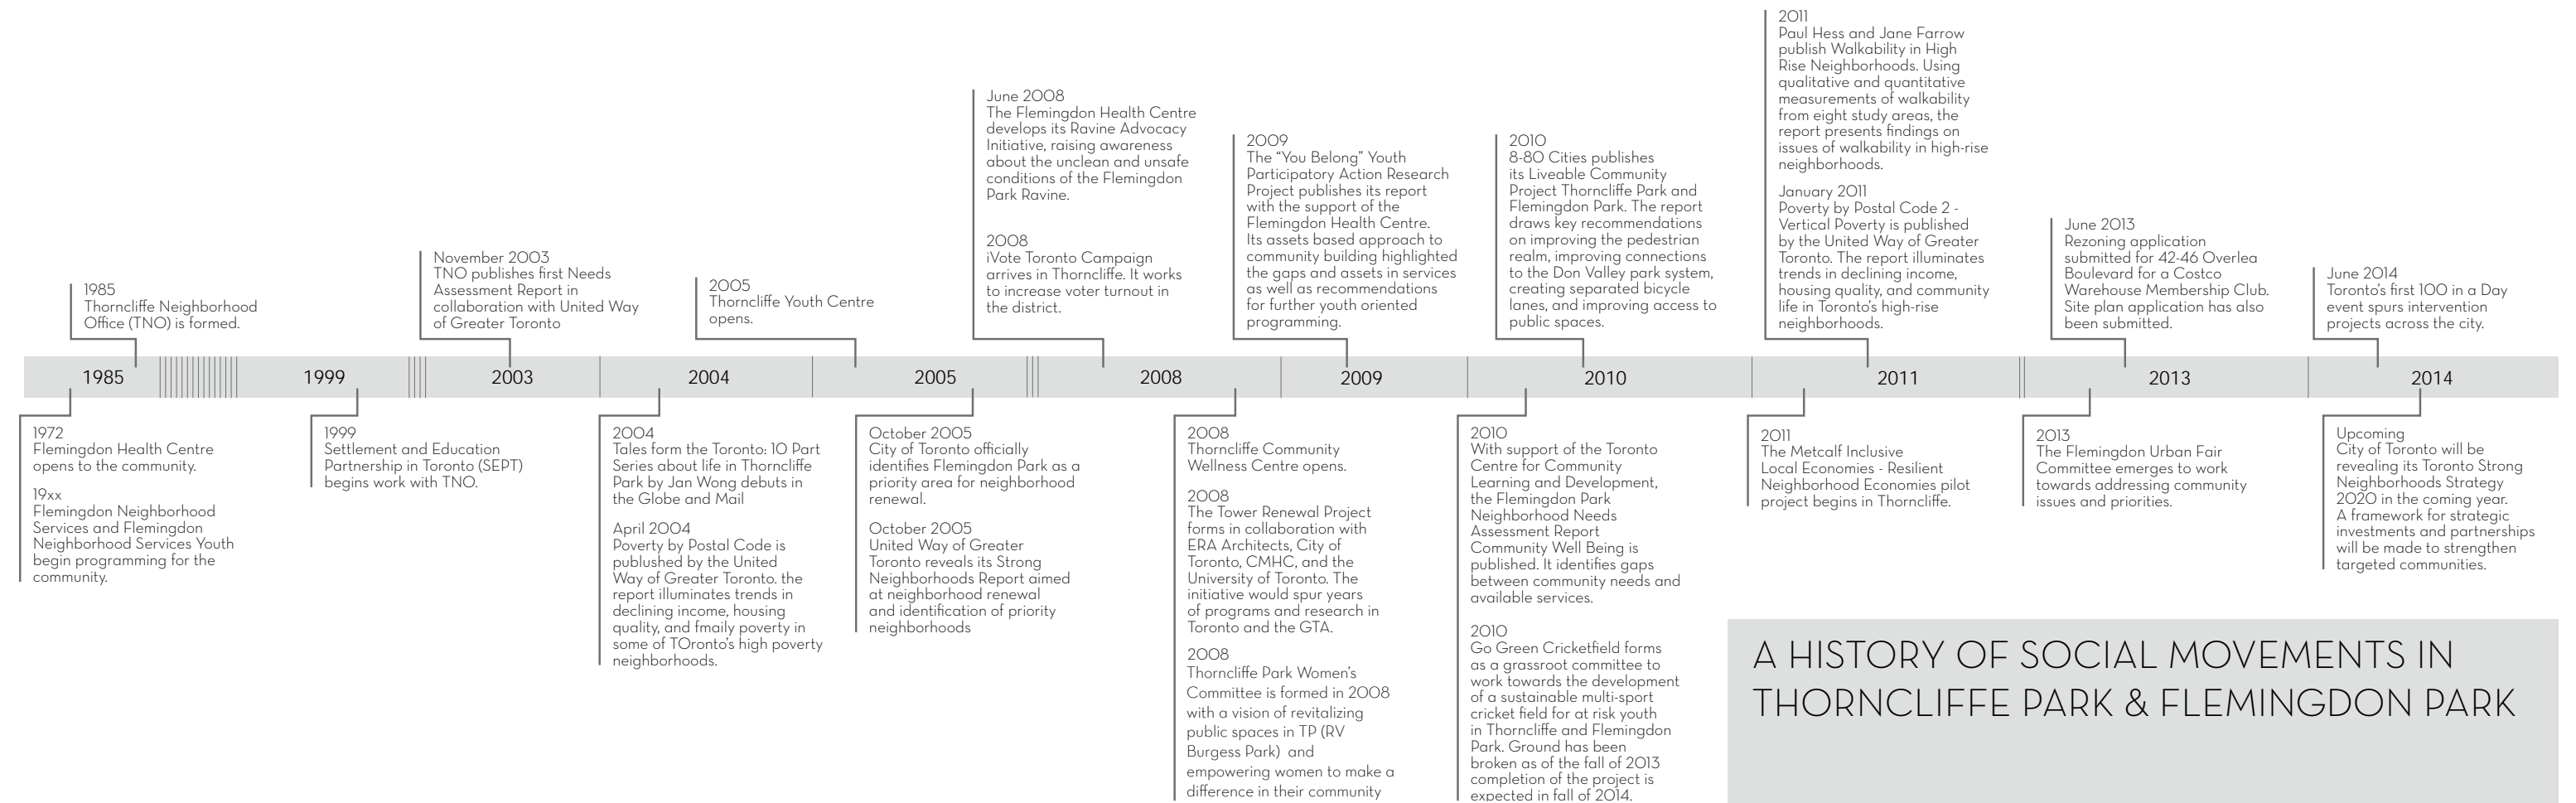 1985
Thorncliffe Neighborhood
Office (TNO) is formed.
November 2003
TNO publishes first Needs
Assessment Report in
collaboration with United Way
of Greater Toronto
2005
Thorncliffe Youth Centre
opens.
June 2008
The Flemingdon Health Centre
develops its Ravine Advocacy
Initiative, raising awareness
about the unclean and unsafe
conditions of the Flemingdon
Park Ravine.
2008
iVote Toronto Campaign
arrives in Thorncliffe. It works
to increase voter turnout in
the district.
2009
The “You Belong” Youth
Participatory Action Research
Project publishes its report
with the support of the
Flemingdon Health Centre.
Its assets based approach to
community building highlighted
the gaps and assets in services
as well as recommendations
for further youth oriented
programming.
2010
8-80 Cities publishes
its Liveable Community
Project Thorncliffe Park and
Flemingdon Park. The report
draws key recommendations
on improving the pedestrian
realm, improving connections
to the Don Valley park system,
creating separated bicycle
lanes, and improving access to
public spaces.
2011
Paul Hess and Jane Farrow
publish Walkability in High
Rise Neighborhoods. Using
qualitative and quantitative
measurements of walkability
from eight study areas, the
report presents findings on
issues of walkability in high-rise
neighborhoods.
January 2011
Poverty by Postal Code 2 -
Vertical Poverty is published
by the United Way of Greater
Toronto. The report illuminates
trends in declining income,
housing quality, and community
life in Toronto’s high-rise
neighborhoods.
June 2013
Rezoning application
submitted for 42-46 Overlea
Boulevard for a Costco
Warehouse Membership Club.
Site plan application has also
been submitted.
June 2014
Toronto’s first 100 in a Day
event spurs intervention
projects across the city.
1985
1999
2003
2004
2005
2008
2009
2010
2011
2013
2014
1972
Flemingdon Health Centre
opens to the community.
19xx
Flemingdon Neighborhood
Services and Flemingdon
Neighborhood Services Youth
begin programming for the
community.
1999
Settlement and Education
Partnership in Toronto (SEPT)
begins work with TNO.
2004
Tales form the Toronto: 10 Part
Series about life in Thorncliffe
Park by Jan Wong debuts in
the Globe and Mail
April 2004
Poverty by Postal Code is
publushed by the United
Way of Greater Toronto. the
report illuminates trends in
declining income, housing
quality, and fmaily poverty in
some of TOronto’s high poverty
neighborhoods.
October 2005
City of Toronto officially
identifies Flemingdon Park as a
priority area for neighborhood
renewal.
October 2005
United Way of Greater
Toronto reveals its Strong
Neighborhoods Report aimed
at neighborhood renewal
and identification of priority
neighborhoods
2008
Thorncliffe Community
Wellness Centre opens.
2008
The Tower Renewal Project
forms in collaboration with
ERA Architects, City of
Toronto, CMHC, and the
University of Toronto. The
initiative would spur years
of programs and research in
Toronto and the GTA.
2008
Thorncliffe Park Women’s
Committee is formed in 2008
with a vision of revitalizing
public spaces in TP (RV
Burgess Park)  and
empowering women to make a
difference in their community
2010
With support of the Toronto
Centre for Community
Learning and Development,
the Flemingdon Park
Neighborhood Needs
Assessment Report
Community Well Being is
published. It identifies gaps
between community needs and
available services.
2010
Go Green Cricketfield forms
as a grassroot committee to
work towards the development
of a sustainable multi-sport
cricket field for at risk youth
in Thorncliffe and Flemingdon
Park. Ground has been
broken as of the fall of 2013
completion of the project is
expected in fall of 2014.
2011
The Metcalf Inclusive
Local Economies - Resilient
Neighborhood Economies pilot
project begins in Thorncliffe.
2013
The Flemingdon Urban Fair
Committee emerges to work
towards addressing community
issues and priorities.
Upcoming
City of Toronto will be
revealing its Toronto Strong
Neighborhoods Strategy
2020 in the coming year.
A framework for strategic
investments and partnerships
will be made to strengthen
targeted communities.
A HISTORY OF SOCIAL MOVEMENTS IN
THORNCLIFFE PARK & FLEMINGDON PARK